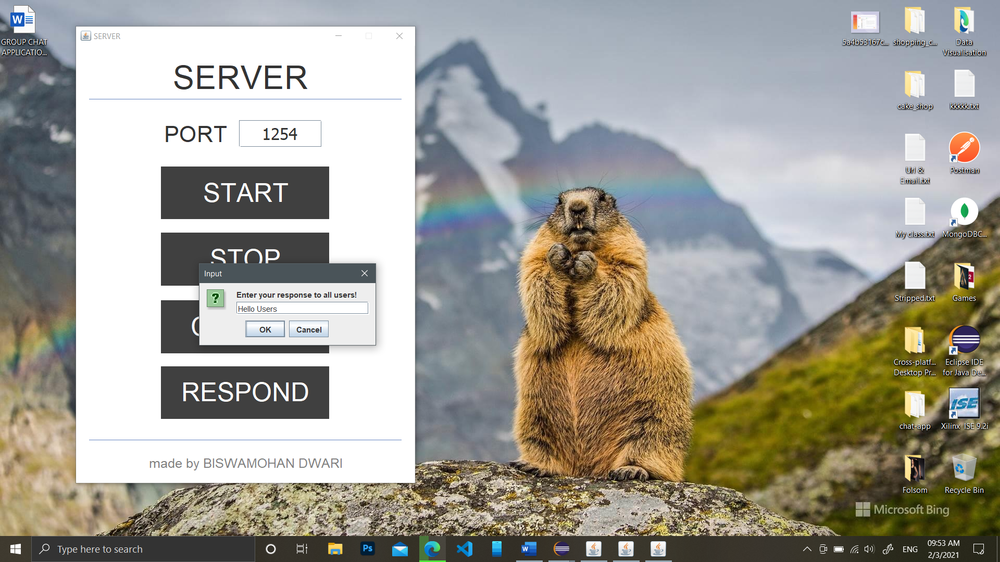 GROUP CHAT
APPLICATIO...
SERVER
SERVER
PORT
1254
START
STOP
Input
Enter your response to all users!
Hello Users
OK
Cancel
RESPOND
made by BISWAMOHAN DWARI
5a4b53167c...
shopping_c...
Data
Visualisation
cake_shop
kkkkk.txt
Url &
Email.txt
Postman
My class.txt
MongoDBC...
Stripped.txt
Games
Cross-platf...
Desktop Pr...
Eclipse IDE
for Java De...
chat-app
ISE
Xilinx ISE 9.2i
Folsom
Recycle Bin
Microsoft Bing
Type here to search
Ps
ENG
09:53 AM
2/3/2021